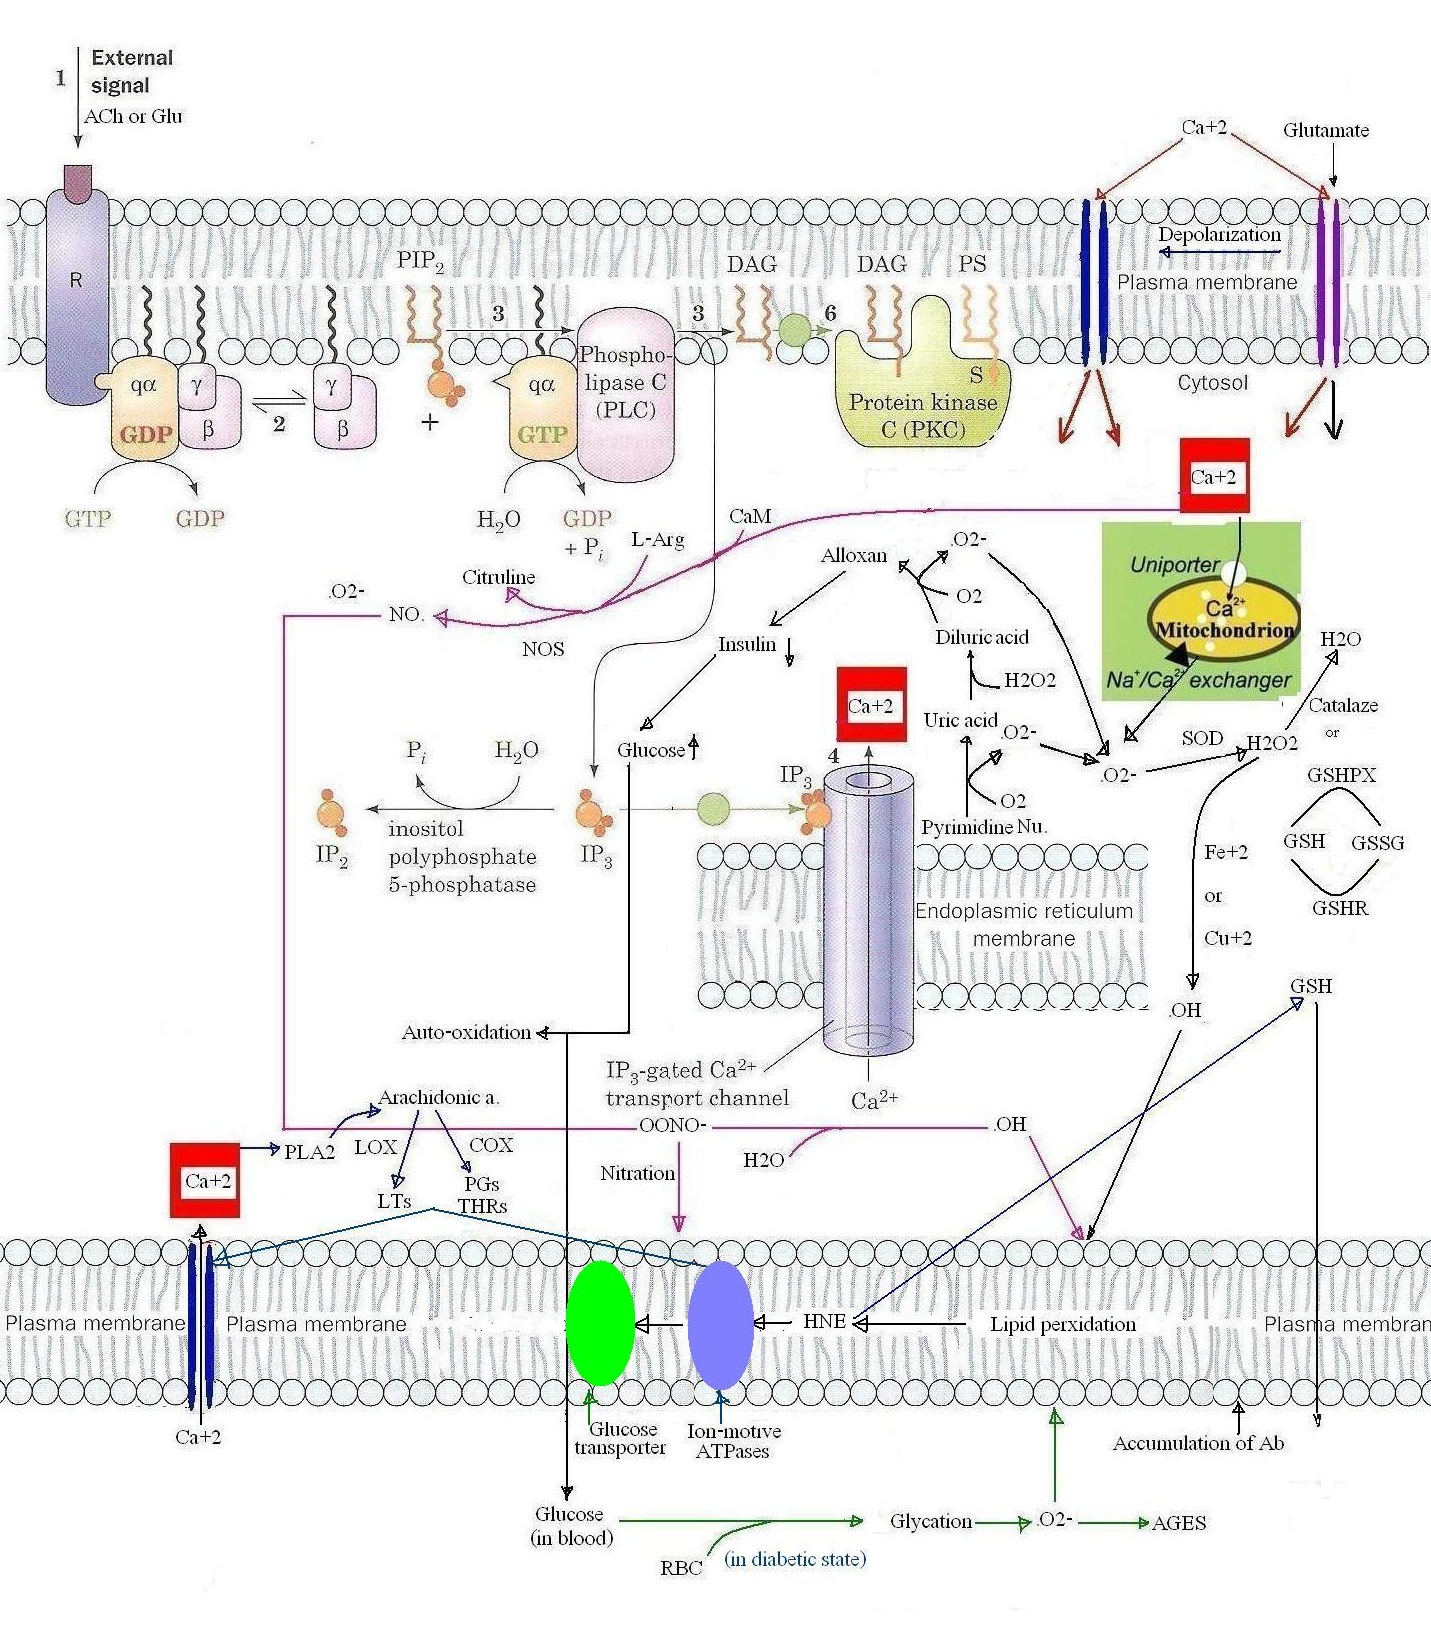 External
signal
1
ACh or Glu
Ca+2
Glutamate
Depolarization
Plasma membrane
Cytosol
R
PIP2
DAG
DAG
PS
3
3
6
qα
γ
β
GDP
2
γ
β
+
qα
GTP
Phospho-
lipase C
(PLC)
S
Protein kinase
C (PKC)
GTP
GDP
H2O
GDP
+ Pi
Ca+2
CaM
L-Arg
Citruline
.O2-
NO.
NOS
Alloxan
.O2-
O2
Insulin
Diluric acid
H2O2
Uniporter
Ca2+
Mitochondrion
Na+/Ca2+ exchanger
H2O
Catalaze
or
Ca+2
Uric acid
.O2-
Glucose
SOD
H2O2
.O2-
Pi
H2O
4
IP3
O2
GSHPX
Pyrimidine Nu.
inositol
polyphosphate
5-phosphatase
IP2
IP3
GSH
GSSG
Fe+2
or
Cu+2
GSHR
Endoplasmic reticulum
membrane
GSH
.OH
Auto-oxidation
IP3-gated Ca2+
transport channel
Ca2+
Arachidonic a.
OONO-
.OH
PLA2
LOX
COX
H2O
Nitration
Ca+2
LTs
PGs
THRs
Plasma membrane
Plasma membrane
HNE
Lipid perxidation
Plasma membran
Ca+2
Glucose
transporter
Ion-motive
ATPases
Accumulation of Ab
Glucose
(in blood)
Glycation
.O2-
AGES
RBC
(in diabetic state)